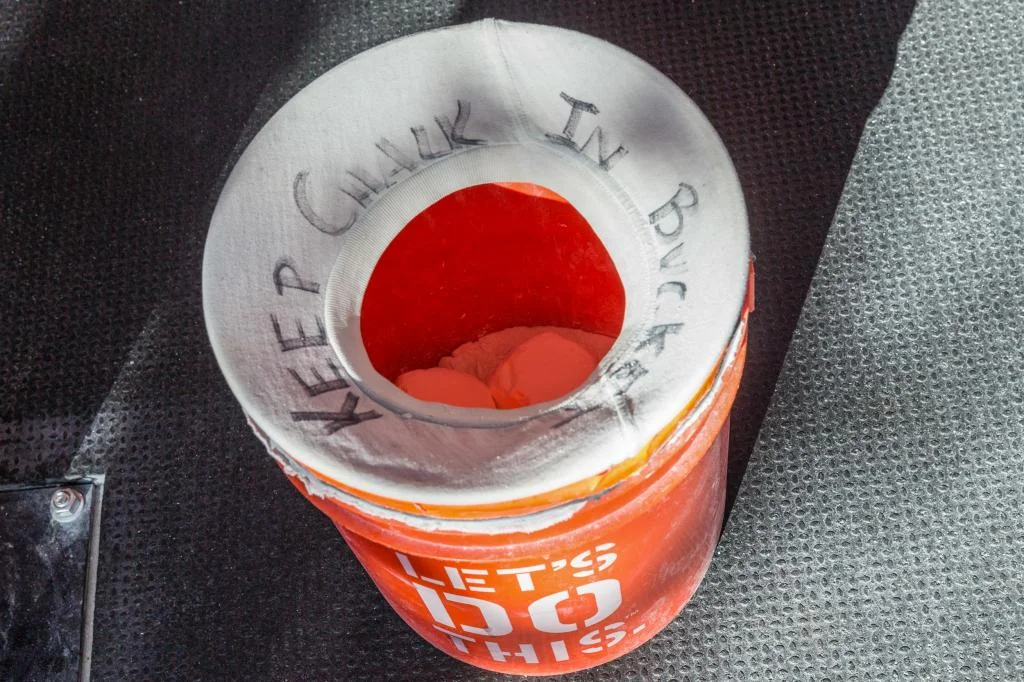 KEEP CHALK IN BUCKET
LET'S
DO
THIS.